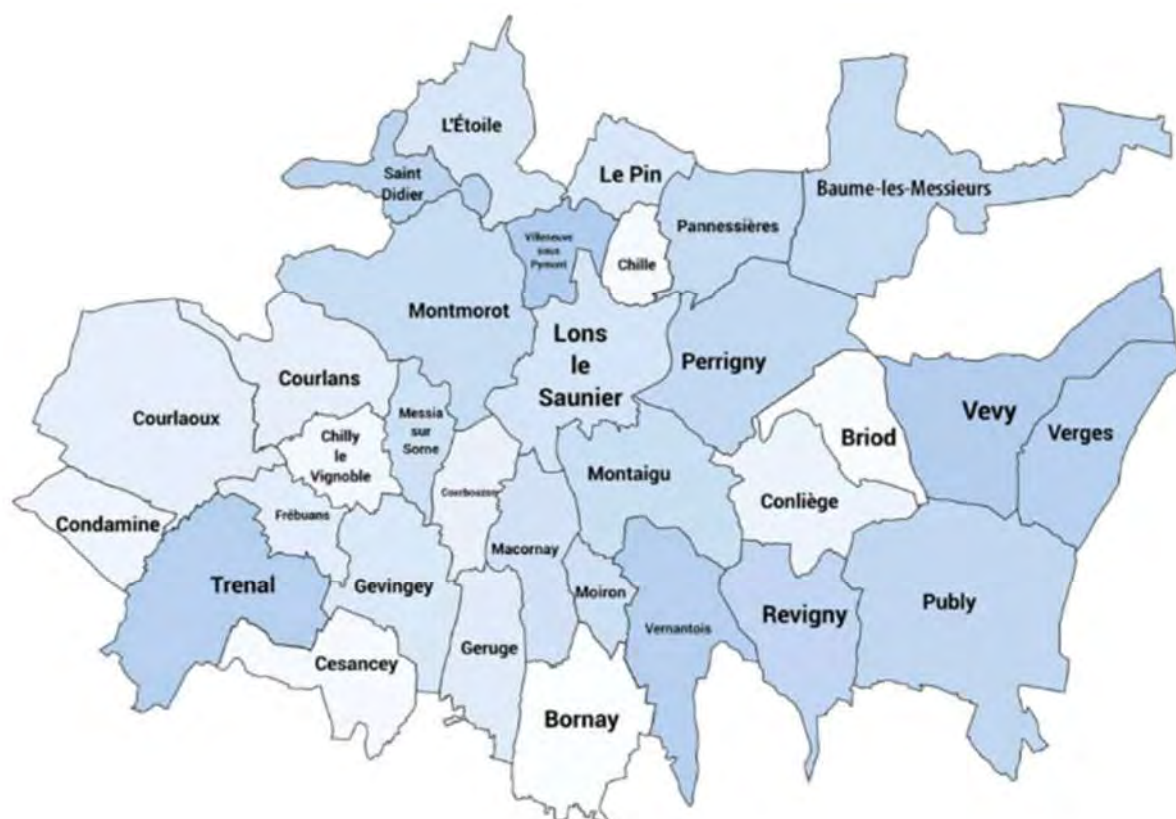 L'Étoile
Saint
Didier
Le Pin
Baume-les-Messieurs
Pannessières
Villeneuve
sous
Pymont
Chille
Montmorot
Lons
le
Saunier
Perrigny
Courlans
Courlaoux
Messia
sur
Sorne
Chilly
le
Vignoble
Vevy
Verges
Briod
Montaigu
Conliège
Courbouzon
Condamine
Frébuans
Macornay
Trenal
Gevingey
Moiron
Vernantois
Revigny
Publy
Geruge
Cesancey
Bornay